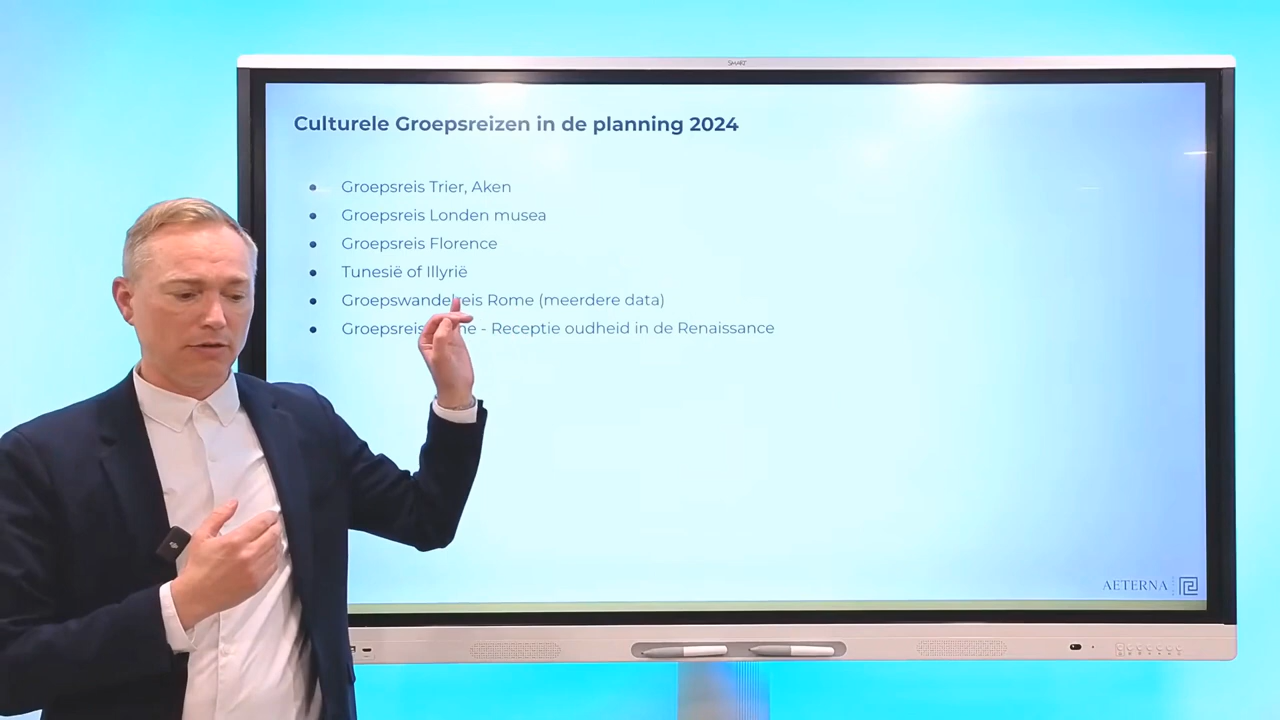 SMART
Culturele Groepsreizen in de planning 2024
Groepsreis Trier, Aken
Groepsreis Londen musea
Groepsreis Florence
Tunesië of Illyrië
Groepswandelreis Rome (meerdere data)
Groepsreis - Receptie oudheid in de Renaissance
AETERNA